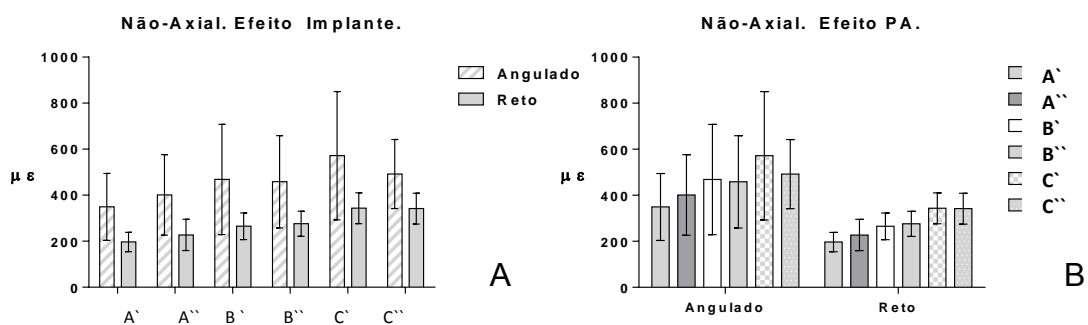 Não-Axial. Efeito Implante.
1000
800
600
400
200
0
µ ε
A` A`` B ` B`` C` C``
Angulado
Reto
A
Não-Axial. Efeito PA.
1000
800
600
400
200
0
µ ε
Angulado Reto
A`
A``
B`
B``
C`
C``
B